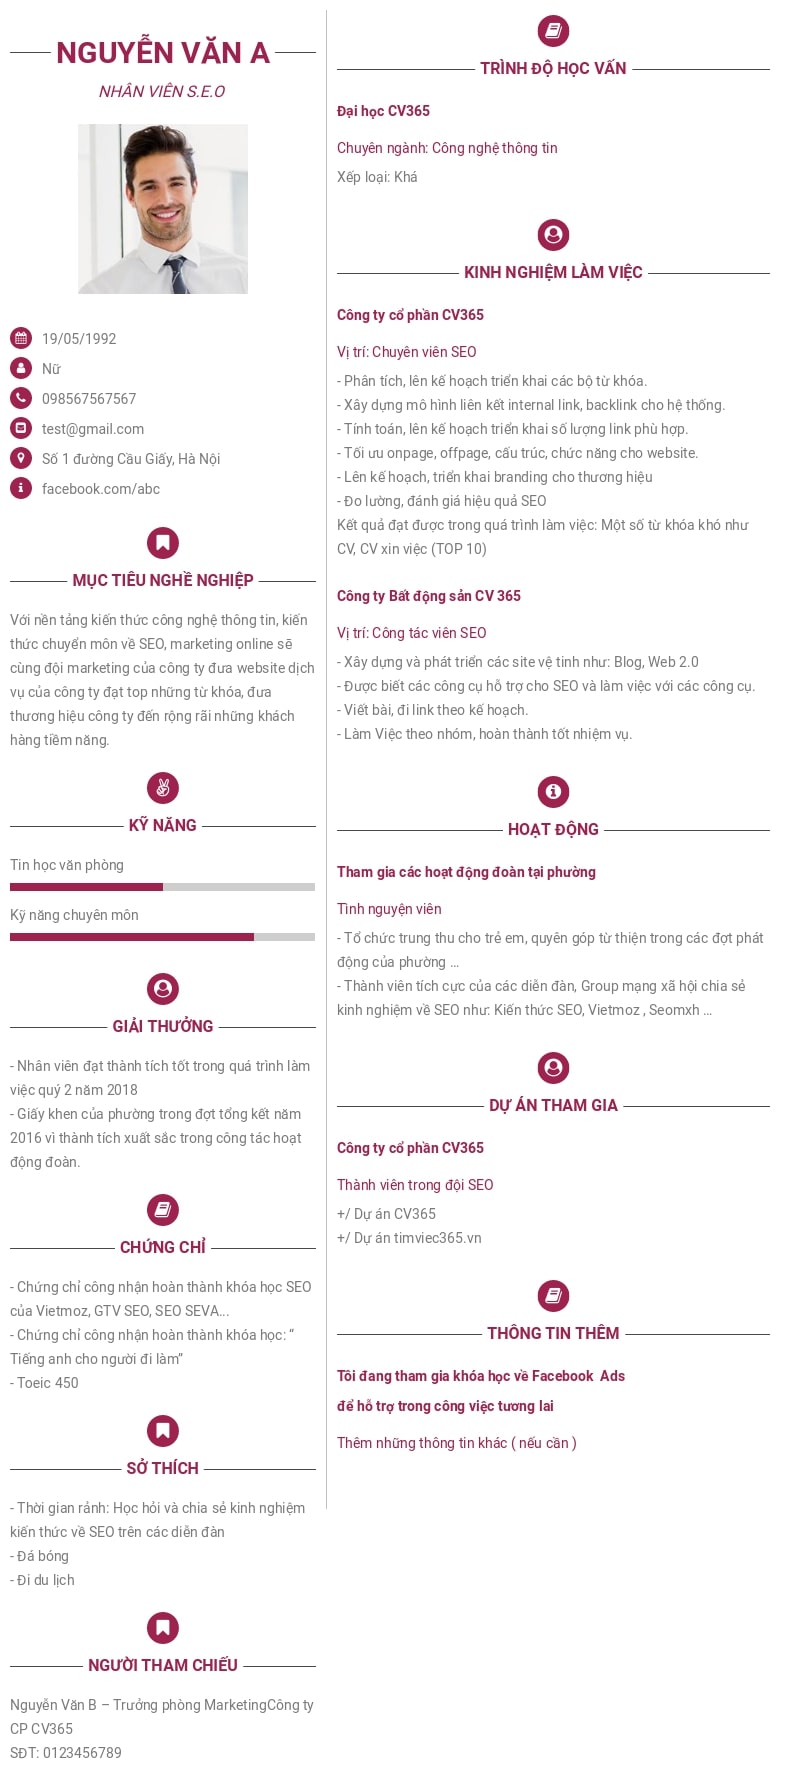 NGUYỄN VĂN A
NHÂN VIÊN S.E.O
19/05/1992
Nữ
098567567567
test@gmail.com
Số 1 đường Cầu Giấy, Hà Nội
facebook.com/abc
MỤC TIÊU NGHỀ NGHIỆP
Với nền tảng kiến thức công nghệ thông tin, kiến
thức chuyển môn về SEO, marketing online sẽ
cùng đội marketing của công ty đưa website dịch
vụ của công ty đạt top những từ khóa, đưa
thương hiệu công ty đến rộng rãi những khách
hàng tiềm năng.
KỸ NĂNG
Tin học văn phòng
Kỹ năng chuyên môn
GIẢI THƯỞNG
- Nhân viên đạt thành tích tốt trong quá trình làm
việc quý 2 năm 2018
- Giấy khen của phường trong đợt tổng kết năm
2016 vì thành tích xuất sắc trong công tác hoạt
động đoàn.
CHỨNG CHỈ
- Chứng chỉ công nhận hoàn thành khóa học SEO
của Vietmoz, GTV SEO, SEO SEVA...
- Chứng chỉ công nhận hoàn thành khóa học: “
Tiếng anh cho người đi làm”
- Toeic 450
SỞ THÍCH
- Thời gian rảnh: Học hỏi và chia sẻ kinh nghiệm
kiến thức về SEO trên các diễn đàn
- Đá bóng
- Đi du lịch
NGƯỜI THAM CHIẾU
Nguyễn Văn B – Trưởng phòng MarketingCông ty
CP CV365
SĐT: 0123456789
TRÌNH ĐỘ HỌC VẤN
Đại học CV365
Chuyên ngành: Công nghệ thông tin
Xếp loại: Khá
KINH NGHIỆM LÀM VIỆC
Công ty cổ phần CV365
Vị trí: Chuyên viên SEO
- Phân tích, lên kế hoạch triển khai các bộ từ khóa.
- Xây dựng mô hình liên kết internal link, backlink cho hệ thống.
- Tính toán, lên kế hoạch triển khai số lượng link phù hợp.
- Tối ưu onpage, offpage, cấu trúc, chức năng cho website.
- Lên kế hoạch, triển khai branding cho thương hiệu
- Đo lường, đánh giá hiệu quả SEO
Kết quả đạt được trong quá trình làm việc: Một số từ khóa khó như
CV, CV xin việc (TOP 10)
Công ty Bất động sản CV 365
Vị trí: Công tác viên SEO
- Xây dựng và phát triển các site vệ tinh như: Blog, Web 2.0
- Được biết các công cụ hỗ trợ cho SEO và làm việc với các công cụ.
- Viết bài, đi link theo kế hoạch.
- Làm Việc theo nhóm, hoàn thành tốt nhiệm vụ.
HOẠT ĐỘNG
Tham gia các hoạt động đoàn tại phường
Tình nguyện viên
- Tổ chức trung thu cho trẻ em, quyên góp từ thiện trong các đợt phát
động của phường ...
- Thành viên tích cực của các diễn đàn, Group mạng xã hội chia sẻ
kinh nghiệm về SEO như: Kiến thức SEO, Vietmoz , Seomxh ...
DỰ ÁN THAM GIA
Công ty cổ phần CV365
Thành viên trong đội SEO
+/ Dự án CV365
+/ Dự án timviec365.vn
THÔNG TIN THÊM
Tôi đang tham gia khóa học về Facebook  Ads
để hỗ trợ trong công việc tương lai
Thêm những thông tin khác ( nếu cần )